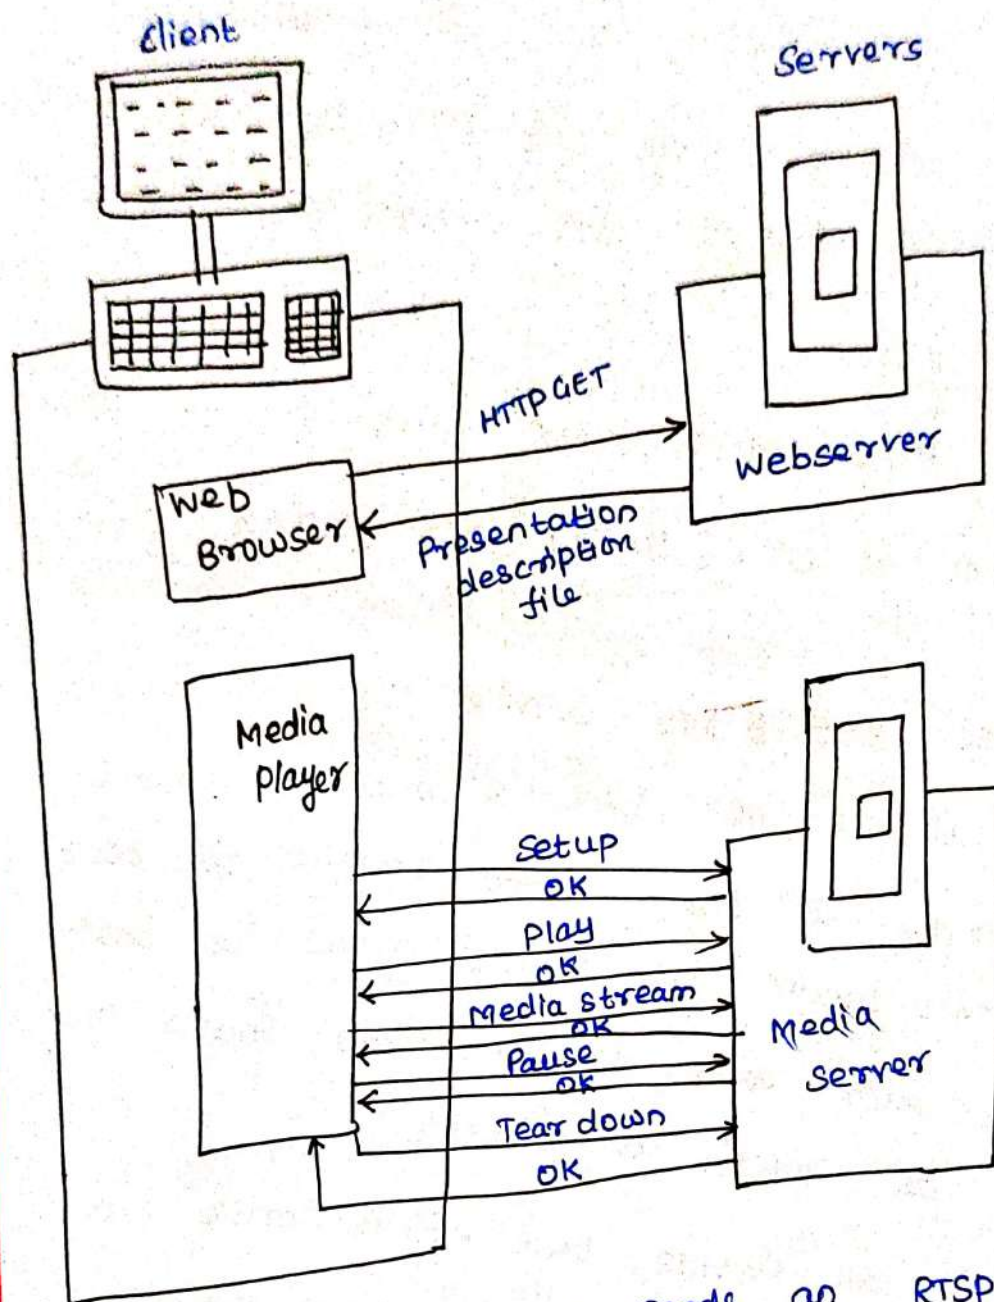 Client
Servers
HTTP GET
Webserver
Web
Browser
Presentation
description
file
Media
player
Setup
OK
Play
OK
Media stream
OK
Pause
OK
Tear down
OK
Media
server
RTSP